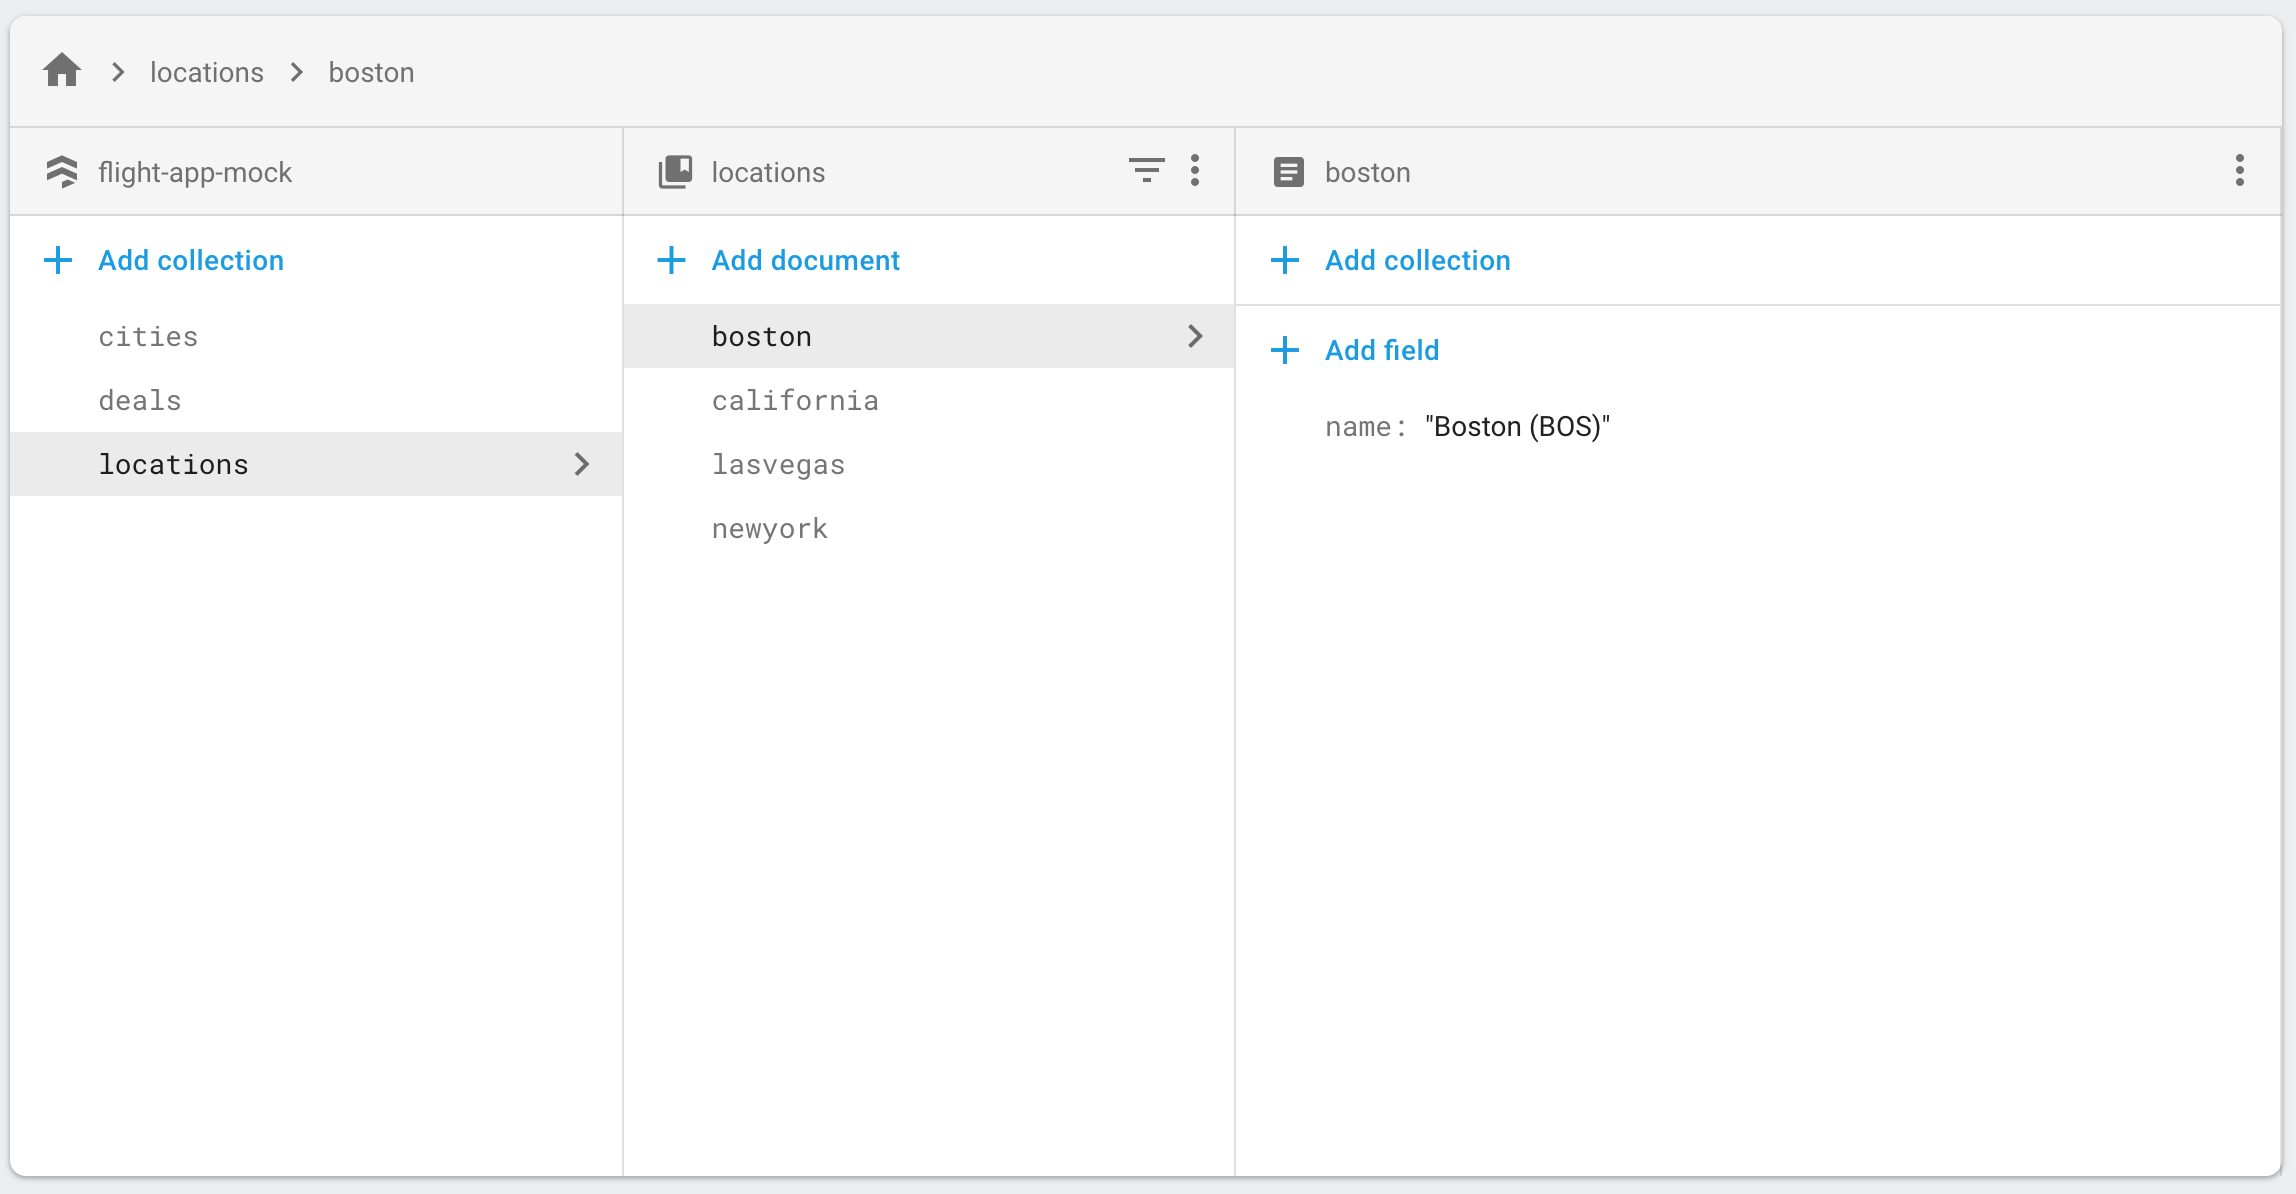 locations boston
flight-app-mock
Add collection
cities
deals
locations
locations
Add document
boston
california
lasvegas
newyork
boston
Add collection
Add field
name: "Boston (BOS)"